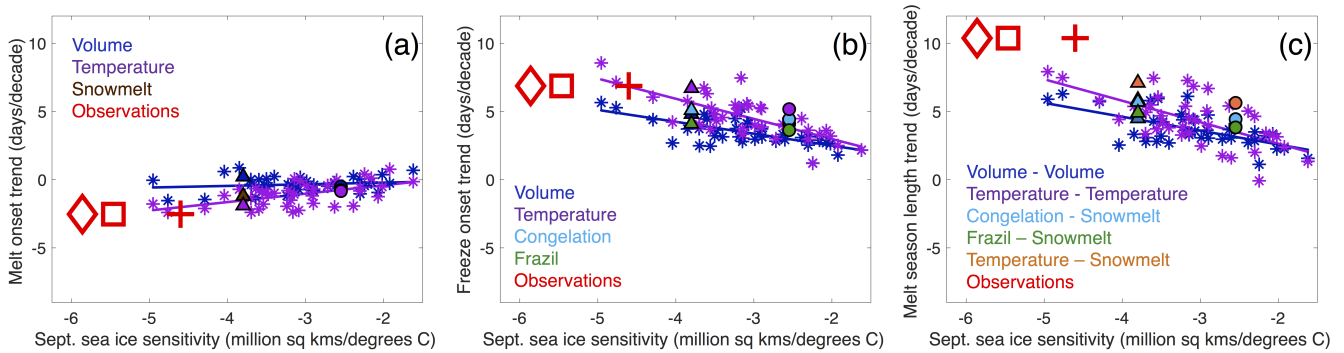 (a)
Melt onset trend (days/decade)
10
5
0
-5
Volume
Temperature
Snowmelt
Observations
-6 -5 -4 -3 -2
Sept. sea ice sensitivity (million sq kms/degrees C)
(b)
Freeze onset trend (days/decade)
10
5
0
-5
Volume
Temperature
Congelation
Frazil
Observations
-6 -5 -4 -3 -2
Sept. sea ice sensitivity (million sq kms/degrees C)
(c)
Melt season length trend (days/decade)
10
5
0
-5
Volume - Volume
Temperature - Temperature
Congelation - Snowmelt
Frazil – Snowmelt
Temperature – Snowmelt
Observations
-6 -5 -4 -3 -2
Sept. sea ice sensitivity (million sq kms/degrees C)